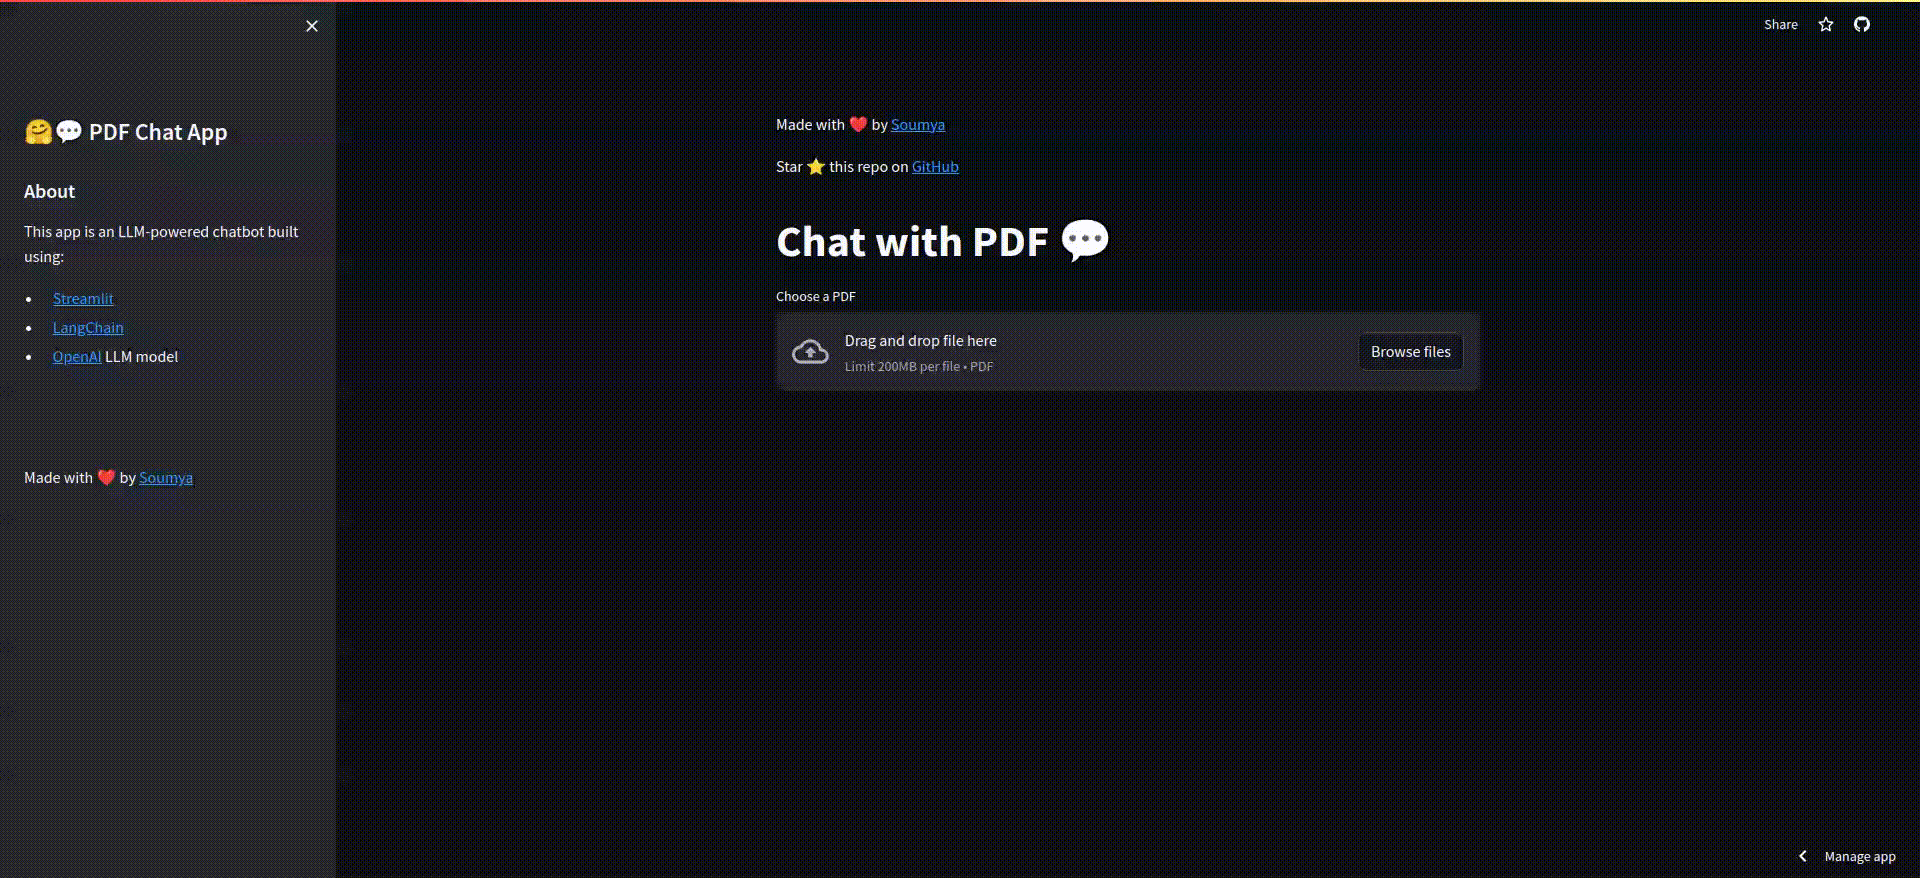 🤗💬 PDF Chat App
About
This app is an LLM-powered chatbot built
using:
• Streamlit
• LangChain
• OpenAI LLM model
Made with ❤️ by Soumya
Share
Made with ❤️ by Soumya
Star ⭐ this repo on GitHub
Chat with PDF 💬
Choose a PDF
Drag and drop file here
Limit 200MB per file • PDF
Browse files
Manage app